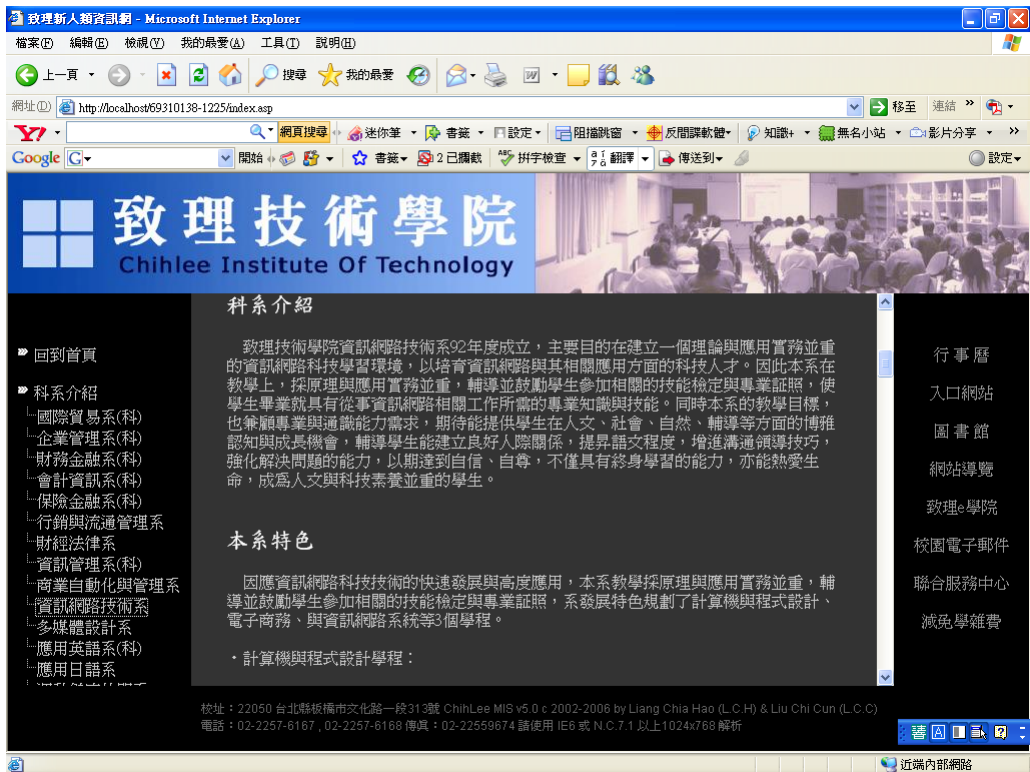 致理新人類資訊網 - Microsoft Internet Explorer
檔案(F) 編輯(E) 檢視(V) 我的最愛(A) 工具(T) 說明(H)
上一頁 搜尋 我的最愛
網址(D) http://localhost/69310138-1225/index.asp 移至 連結 »
Y! 網頁搜尋 迷你筆 書籤 設定 阻擋跳窗 反間諜軟體 知識+ 無名小站 影片分享 »
Google G 開始 書籤 2 已攔截 拼字檢查 翻譯 傳送到 設定
致理技術學院
Chihlee Institute Of Technology
回到首頁
科系介紹
國際貿易系(科)
企業管理系(科)
財務金融系(科)
會計資訊系(科)
保險金融系(科)
行銷與流通管理系
財經法律系
資訊管理系(科)
商業自動化與管理系
資訊網路技術系
多媒體設計系
應用英語系(科)
應用日語系
科系介紹
致理技術學院資訊網路技術系92年度成立，主要目的在建立一個理論與應用實務並重
的資訊網路科技學習環境，以培育資訊網路與其相關應用方面的科技人才。因此本系在
教學上，採原理與應用實務並重，輔導並鼓勵學生參加相關的技能檢定與專業証照，使
學生畢業就具有從事資訊網路相關工作所需的專業知識與技能。同時本系的教學目標，
也兼顧專業與通識能力需求，期待能提供學生在人文、社會、自然、輔導等方面的博雅
認知與成長機會，輔導學生能建立良好人際關係，提昇語文程度，增進溝通領導技巧，
強化解決問題的能力，以期達到自信、自尊，不僅具有終身學習的能力，亦能熱愛生
命，成為人文與科技素養並重的學生。
本系特色
因應資訊網路科技技術的快速發展與高度應用，本系教學採原理與應用實務並重，輔
導並鼓勵學生參加相關的技能檢定與專業証照，系發展特色規劃了計算機與程式設計、
電子商務、與資訊網路系統等3個學程。
・計算機與程式設計學程：
行事曆
入口網站
圖書館
網站導覽
致理e學院
校園電子郵件
聯合服務中心
減免學雜費
校址：22050 台北縣板橋市文化路一段313號 ChihLee MIS v5.0 c 2002-2006 by Liang Chia Hao (L.C.H) & Liu Chi Cun (L.C.C)
電話：02-2257-6167 , 02-2257-6168 傳真：02-22559674 請使用 IE6 或 N.C.7.1 以上1024x768 解析
近端內部網路